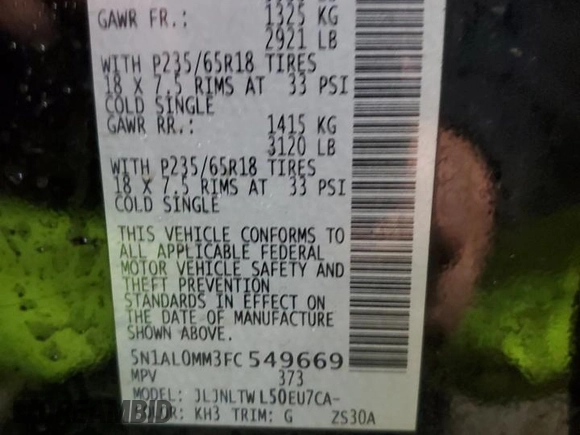 GAWR FR.: 1325 KG
2921 LB
WITH P235/65R18 TIRES
18 X 7.5 RIMS AT 33 PSI
COLD SINGLE
GAWR RR.: 1415 KG
3120 LB
WITH P235/65R18 TIRES
18 X 7.5 RIMS AT 33 PSI
COLD SINGLE
THIS VEHICLE CONFORMS TO
ALL APPLICABLE FEDERAL
MOTOR VEHICLE SAFETY AND
THEFT PREVENTION
STANDARDS IN EFFECT ON
THE DATE OF MANUFACTURE
SHOWN ABOVE.
5N1AL0MM3FC 549669
MPV 373
MODEL: JLJNLTW L50EU7CA-
KH3 TRIM: G ZS30A